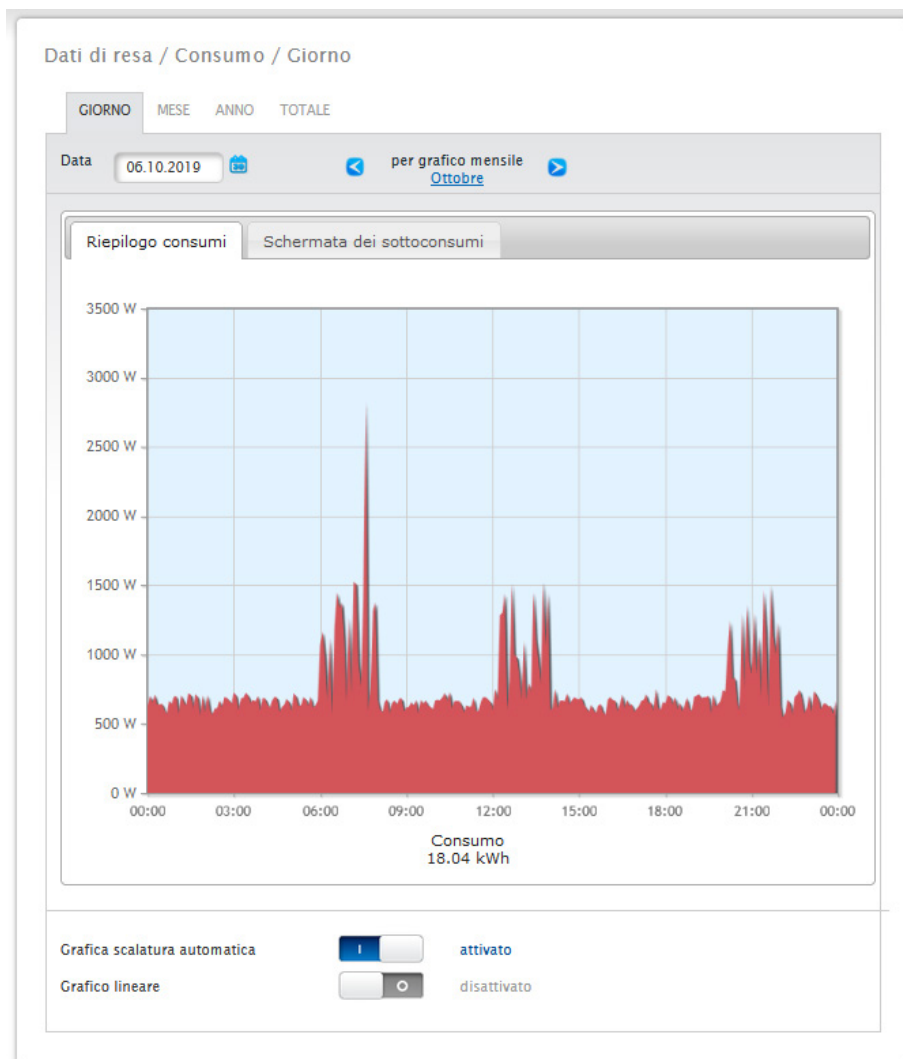 Dati di resa / Consumo / Giorno
GIORNO MESE ANNO TOTALE
Data 06.10.2019 per grafico mensile
Ottobre
Riepilogo consumi Schermata dei sottoconsumi
3500 W
3000 W
2500 W
2000 W
1500 W
1000 W
500 W
0 W
00:00 03:00 06:00 09:00 12:00 15:00 18:00 21:00 00:00
Consumo
18.04 kWh
Grafica scalatura automatica I attivato
Grafico lineare O disattivato